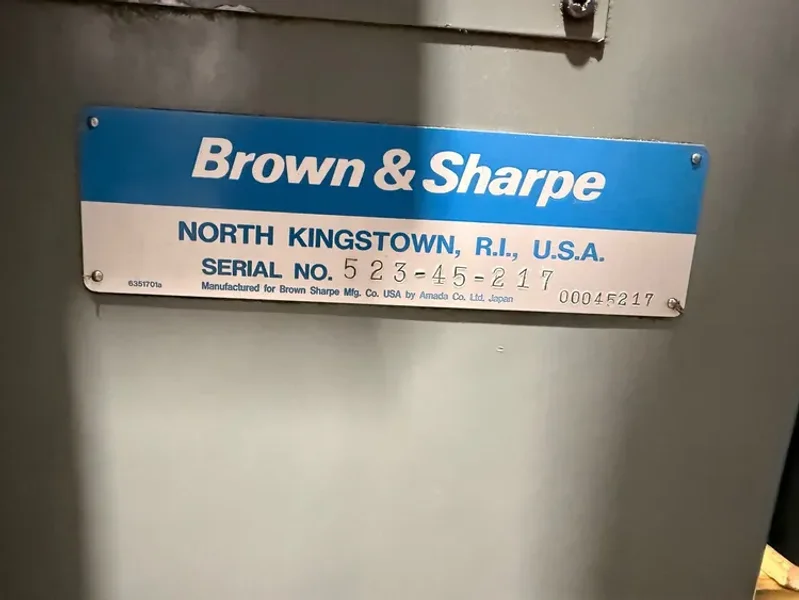 Brown & Sharpe
NORTH KINGSTOWN, R.I., U.S.A.
SERIAL NO. 523-45-217
6351701a Manufactured for Brown Sharpe Mfg. Co. USA by Amada Co. Ltd. Japan 00045217